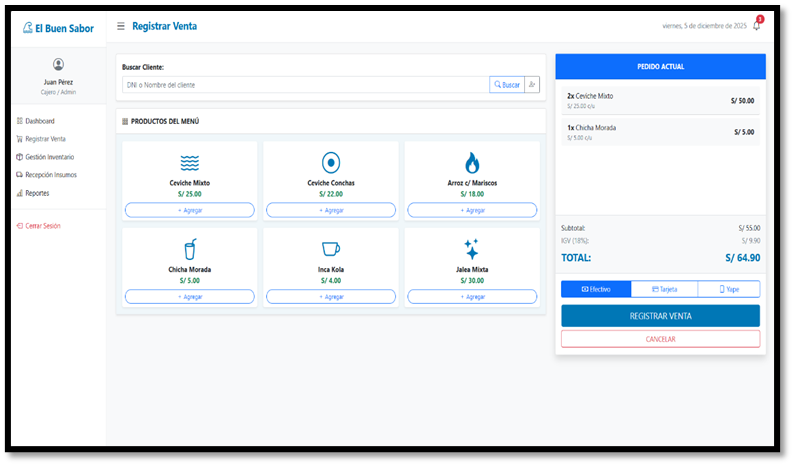 El Buen Sabor
Registrar Venta
viernes, 5 de diciembre de 2025
3
Juan Pérez
Cajero / Admin
Dashboard
Registrar Venta
Gestión Inventario
Recepción Insumos
Reportes
Cerrar Sesión
Buscar Cliente:
DNI o Nombre del cliente
Buscar
PRODUCTOS DEL MENÚ
Ceviche Mixto
S/ 25.00
+ Agregar
Ceviche Conchas
S/ 22.00
+ Agregar
Arroz c/ Mariscos
S/ 18.00
+ Agregar
Chicha Morada
S/ 5.00
+ Agregar
Inca Kola
S/ 4.00
+ Agregar
Jalea Mixta
S/ 30.00
+ Agregar
PEDIDO ACTUAL
2x Ceviche Mixto S/ 50.00
S/ 25.00 c/u
1x Chicha Morada S/ 5.00
S/ 5.00 c/u
Subtotal: S/ 55.00
IGV (18%): S/ 9.90
TOTAL: S/ 64.90
Efectivo Tarjeta Yape
REGISTRAR VENTA
CANCELAR